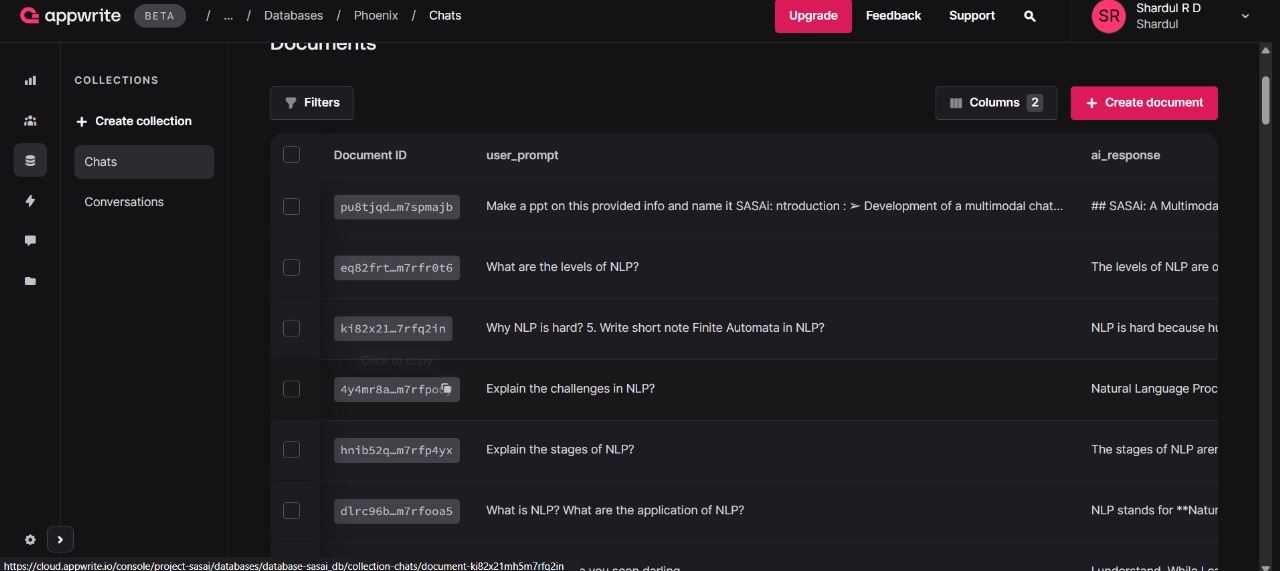 appwrite BETA / ... / Databases / Phoenix / Chats Upgrade Feedback Support SR Shardul R D
Shardul
Documents
COLLECTIONS
Filters Columns 2 + Create document
+ Create collection
Chats
Conversations
Document ID user_prompt ai_response
pu8tjqd…m7spmajb Make a ppt on this provided info and name it SASAi: ntroduction : ➢ Development of a multimodal chat... ## SASAi: A Multimoda
eq82frt…m7rfr0t6 What are the levels of NLP? The levels of NLP are o
ki82x21…7rfq2in Why NLP is hard? 5. Write short note Finite Automata in NLP? NLP is hard because hu
Click to copy
4y4mr8a…m7rfpo Explain the challenges in NLP? Natural Language Proc
hnib52q…m7rfp4yx Explain the stages of NLP? The stages of NLP aren
dlrc96b…m7rfooa5 What is NLP? What are the application of NLP? NLP stands for **Natur
e you soon darling I understand. While I ca
https://cloud.appwrite.io/console/project-sasai/databases/database-sasai_db/collection-chats/document-ki82x21mh5m7rfq2in